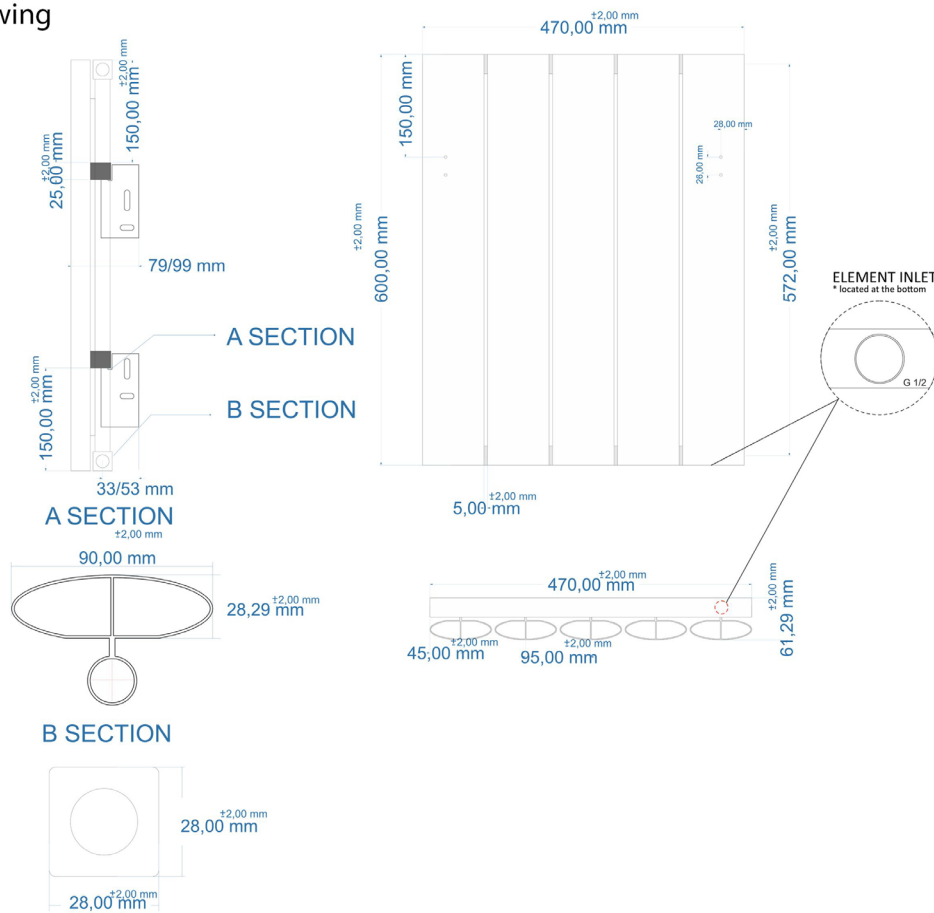 wing
±2,00 mm
470,00 mm
±2,00 mm
150,00 mm
±2,00 mm
25,00 mm
150,00 mm
28,00 mm
26,00 mm
±2,00 mm
600,00 mm
±2,00 mm
572,00 mm
79/99 mm
ELEMENT INLET
* located at the bottom
G 1/2
A SECTION
B SECTION
±2,00 mm
150,00 mm
33/53 mm
±2,00 mm
5,00 mm
A SECTION
±2,00 mm
90,00 mm
±2,00 mm
28,29 mm
±2,00 mm
470,00 mm
±2,00 mm
61,29 mm
±2,00 mm
45,00 mm
±2,00 mm
95,00 mm
B SECTION
±2,00 mm
28,00 mm
±2,00 mm
28,00 mm